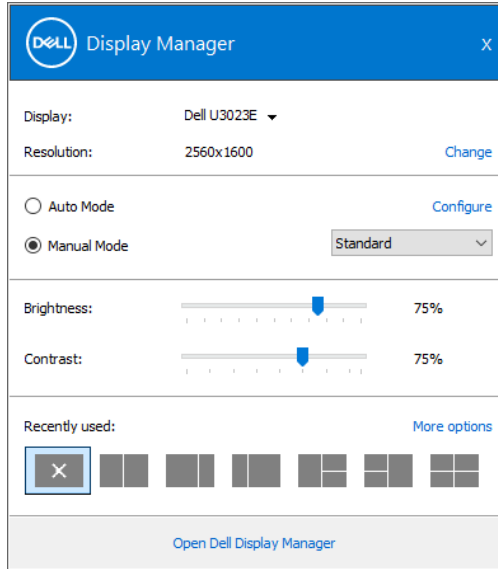 DELL Display Manager X
Display: Dell U3023E
Resolution: 2560x1600 Change
Auto Mode Configure
Manual Mode Standard
Brightness: 75%
Contrast: 75%
Recently used: More options
Open Dell Display Manager